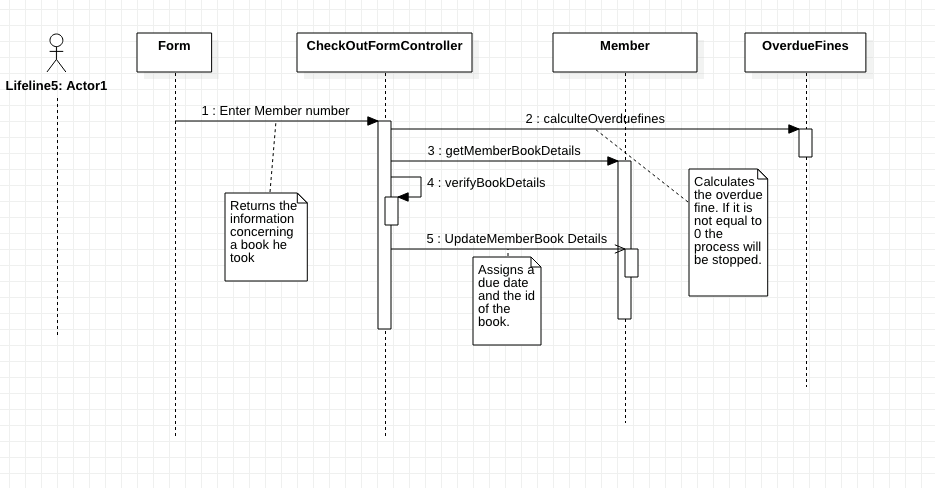 Form
CheckOutFormController
Member
OverdueFines
Lifeline5: Actor1
1 : Enter Member number
2 : calculteOverduefines
3 : getMemberBookDetails
4 : verifyBookDetails
5 : UpdateMemberBook Details
Returns the
information
concerning
a book he
took
Assigns a
due date
and the id
of the
book.
Calculates
the overdue
fine. If it is
not equal to
0 the
process will
be stopped.